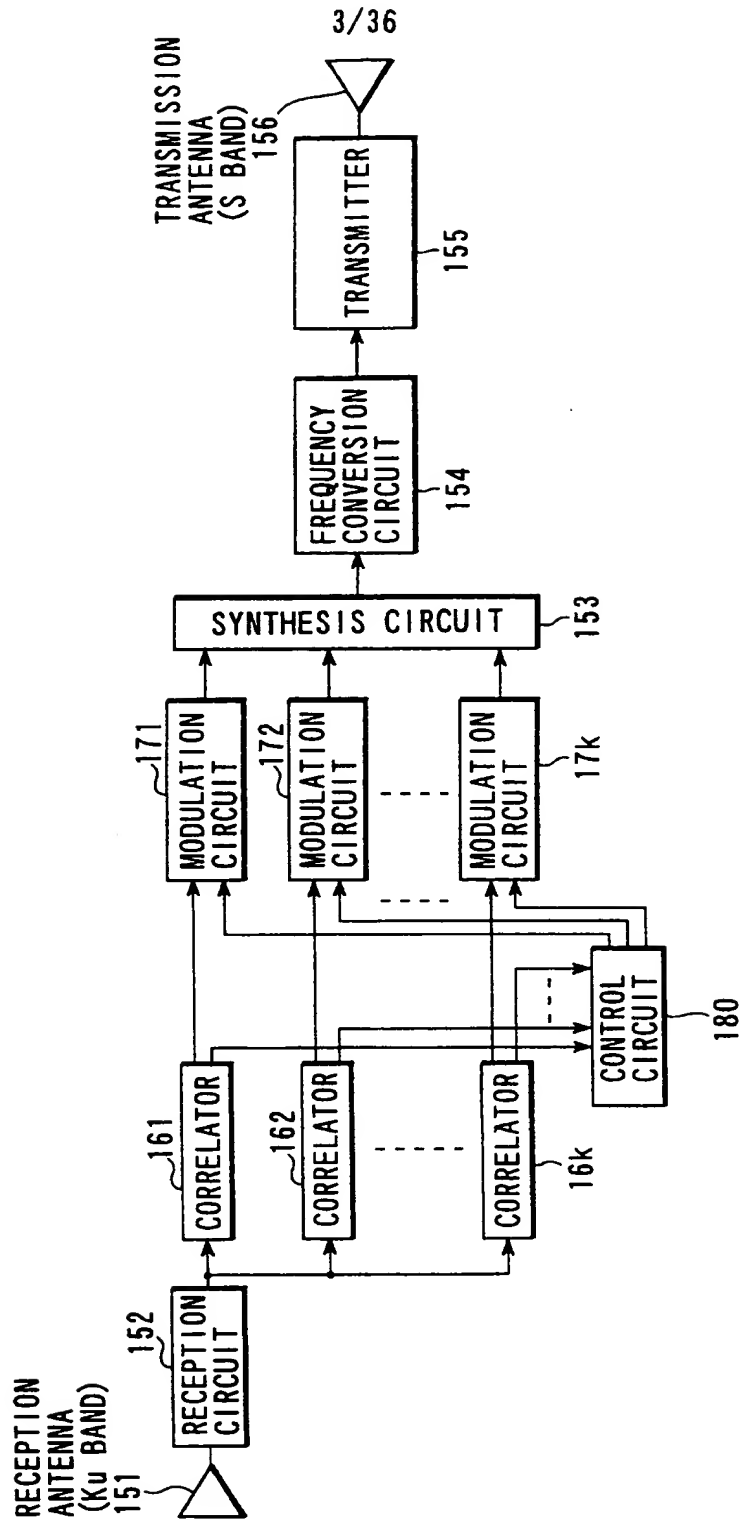 3/36
RECEPTION
ANTENNA
(Ku BAND)
151
152
RECEPTION
CIRCUIT
161
CORRELATOR
162
CORRELATOR
CORRELATOR
16k
CONTROL
CIRCUIT
180
171
MODULATION
CIRCUIT
172
MODULATION
CIRCUIT
MODULATION
CIRCUIT
17k
SYNTHESIS CIRCUIT
153
FREQUENCY
CONVERSION
CIRCUIT
154
TRANSMITTER
155
TRANSMISSION
ANTENNA
(S BAND)
156